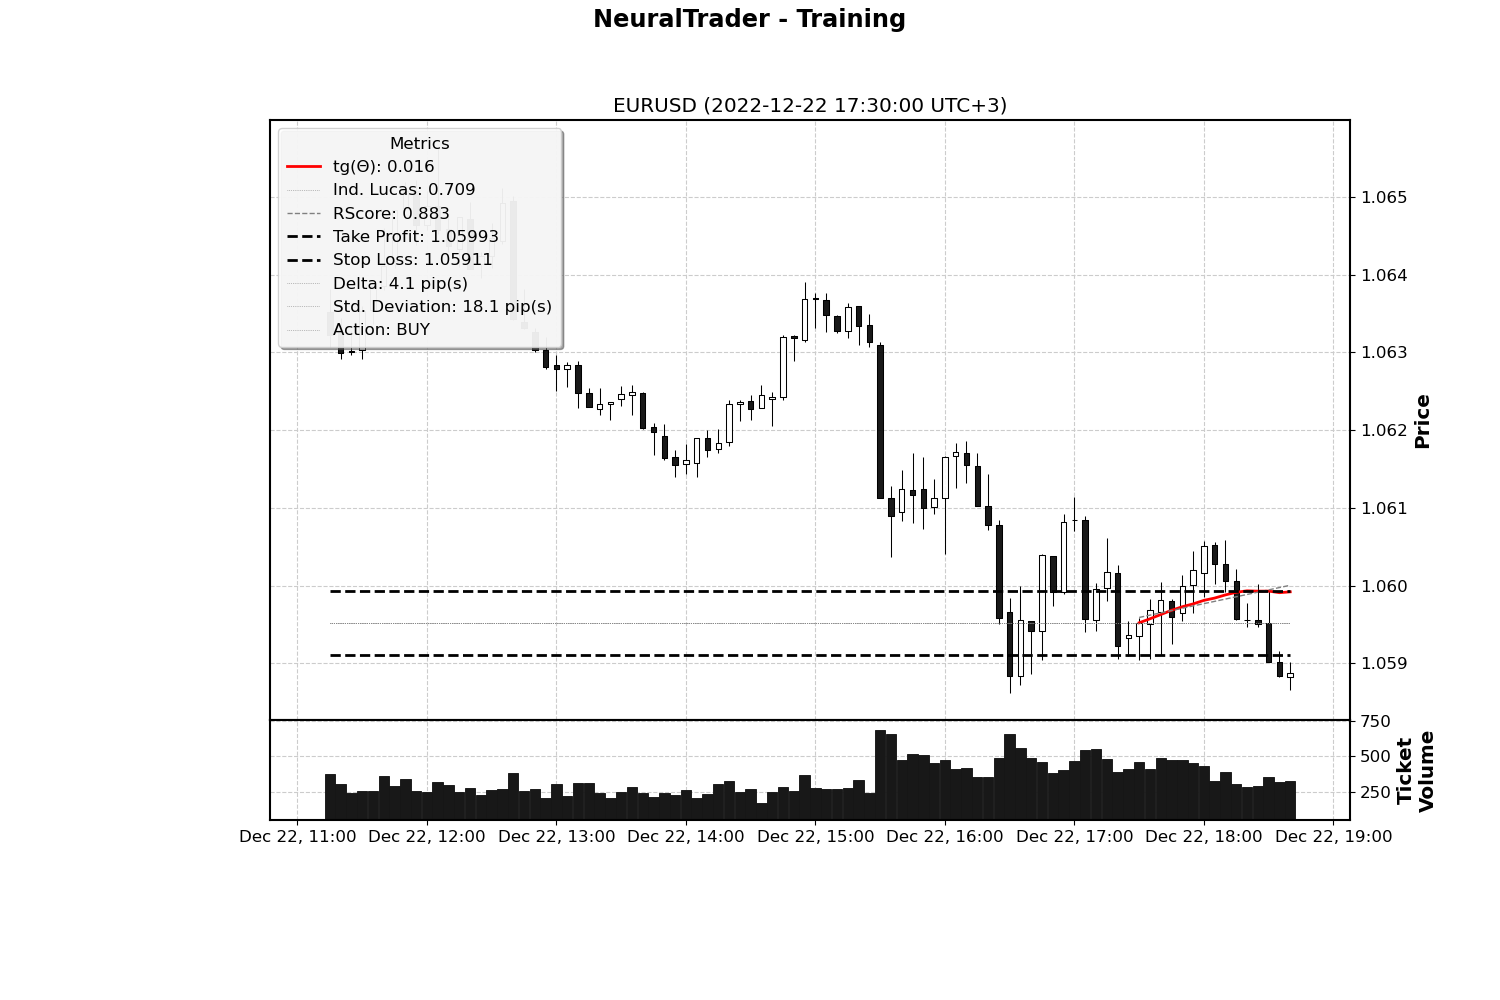 NeuralTrader - Training
EURUSD (2022-12-22 17:30:00 UTC+3)
Metrics
tg(Θ): 0.016
Ind. Lucas: 0.709
RScore: 0.883
Take Profit: 1.05993
Stop Loss: 1.05911
Delta: 4.1 pip(s)
Std. Deviation: 18.1 pip(s)
Action: BUY
1.065
1.064
1.063
1.062
1.061
1.060
1.059
Price
750
500
250
Ticket
Volume
Dec 22, 11:00 Dec 22, 12:00 Dec 22, 13:00 Dec 22, 14:00 Dec 22, 15:00 Dec 22, 16:00 Dec 22, 17:00 Dec 22, 18:00 Dec 22, 19:00